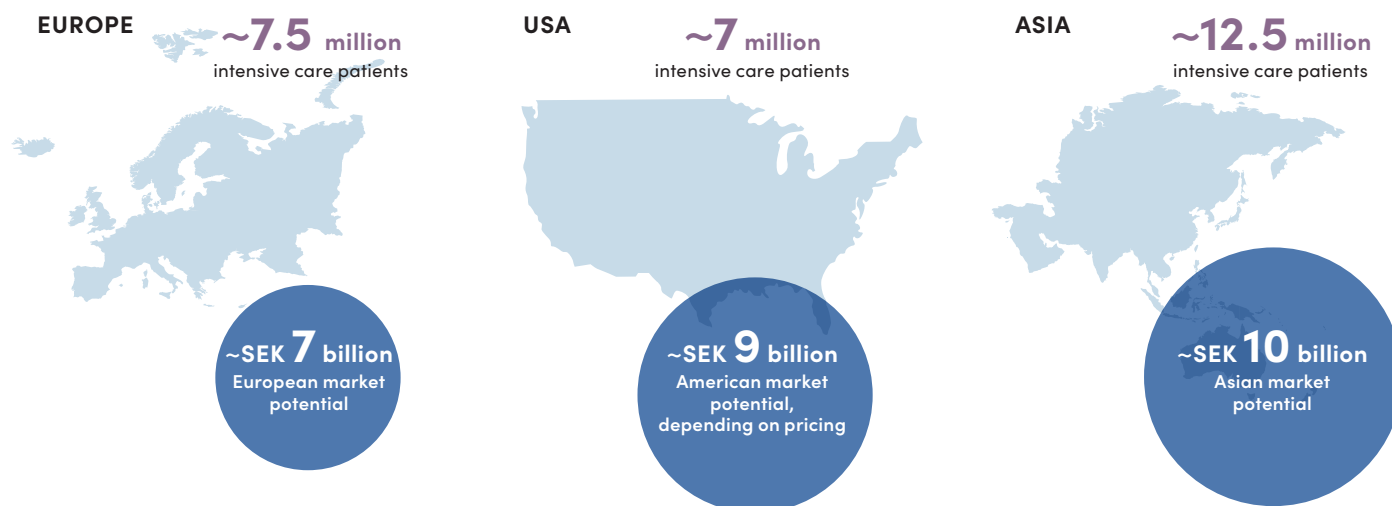 EUROPE
~7.5 million
intensive care patients
~SEK 7 billion
European market
potential
USA
~7 million
intensive care patients
~SEK 9 billion
American market
potential,
depending on pricing
ASIA
~12.5 million
intensive care patients
~SEK 10 billion
Asian market
potential